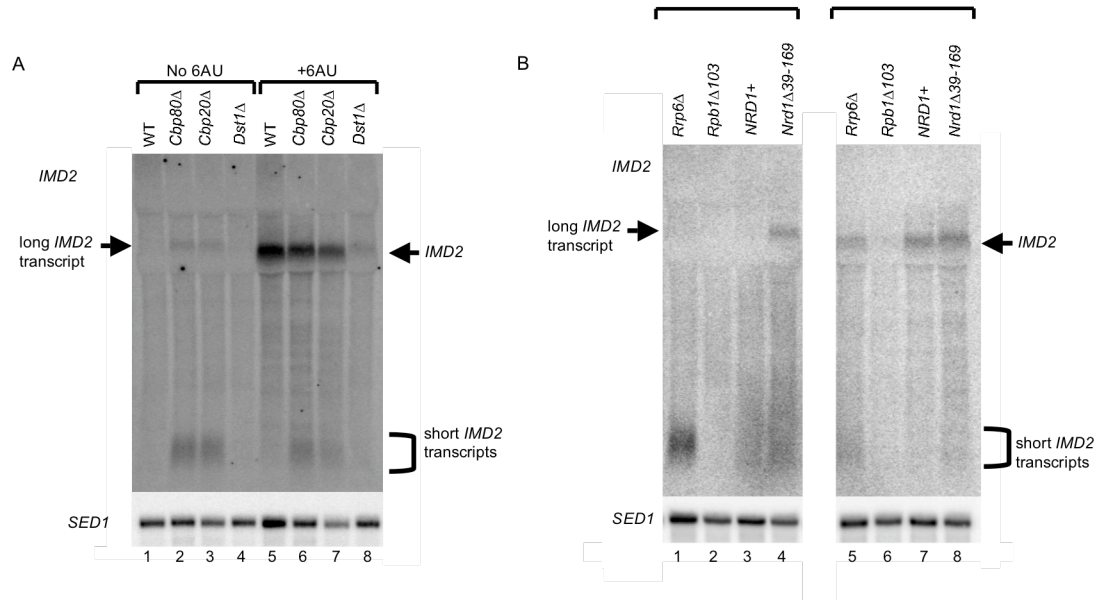 A
No 6AU
+6AU
WT
Cbp80Δ
Cbp20Δ
Dst1Δ
WT
Cbp80Δ
Cbp20Δ
Dst1Δ
IMD2
long IMD2
transcript
IMD2
short IMD2
transcripts
SED1
1 2 3 4 5 6 7 8
B
Rrp6Δ
Rpb1Δ103
NRD1+
Nrd1Δ39-169
Rrp6Δ
Rpb1Δ103
NRD1+
Nrd1Δ39-169
IMD2
long IMD2
transcript
IMD2
short IMD2
transcripts
SED1
1 2 3 4 5 6 7 8